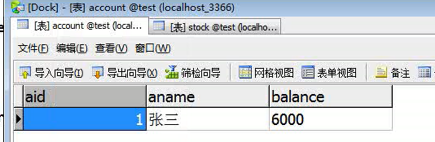 [Dock] - [表] account @test (localhost_3366)
[表] account @test (local... [表] stock @test (localho...
文件(F) 编辑(E) 查看(V) 窗口(W)
导入向导(I) 导出向导(X) 筛检向导 网格视图 表单视图 备注
aid aname balance
1 张三 6000